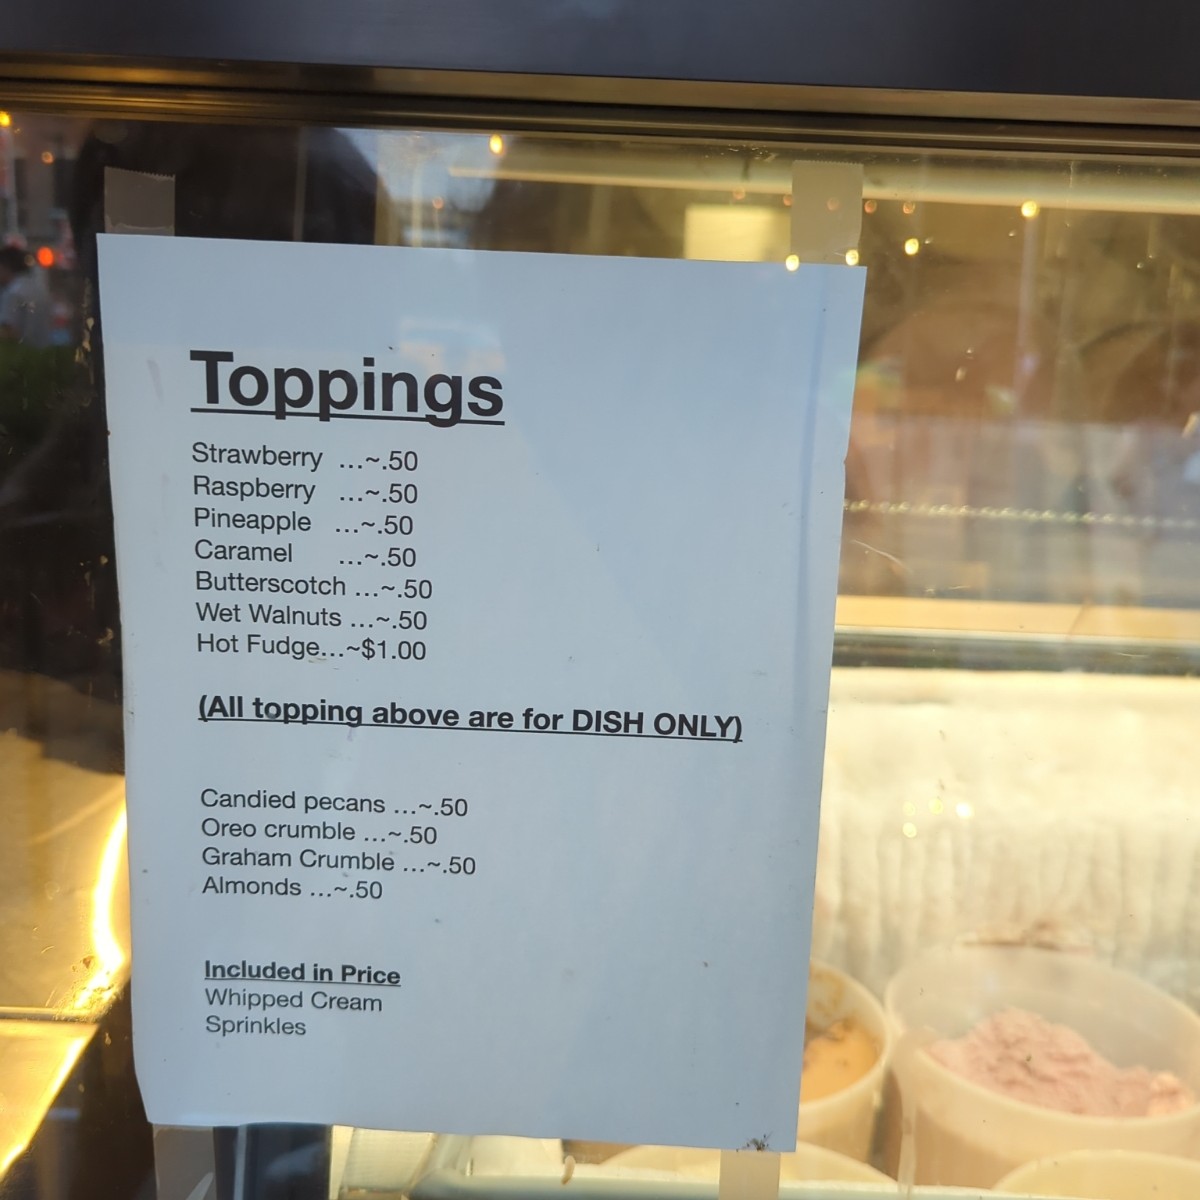 Toppings
Strawberry ...~.50
Raspberry ...~.50
Pineapple ...~.50
Caramel ...~.50
Butterscotch ...~.50
Wet Walnuts ...~.50
Hot Fudge...~$1.00
(All topping above are for DISH ONLY)
Candied pecans ...~.50
Oreo crumble ...~.50
Graham Crumble ...~.50
Almonds ...~.50
Included in Price
Whipped Cream
Sprinkles